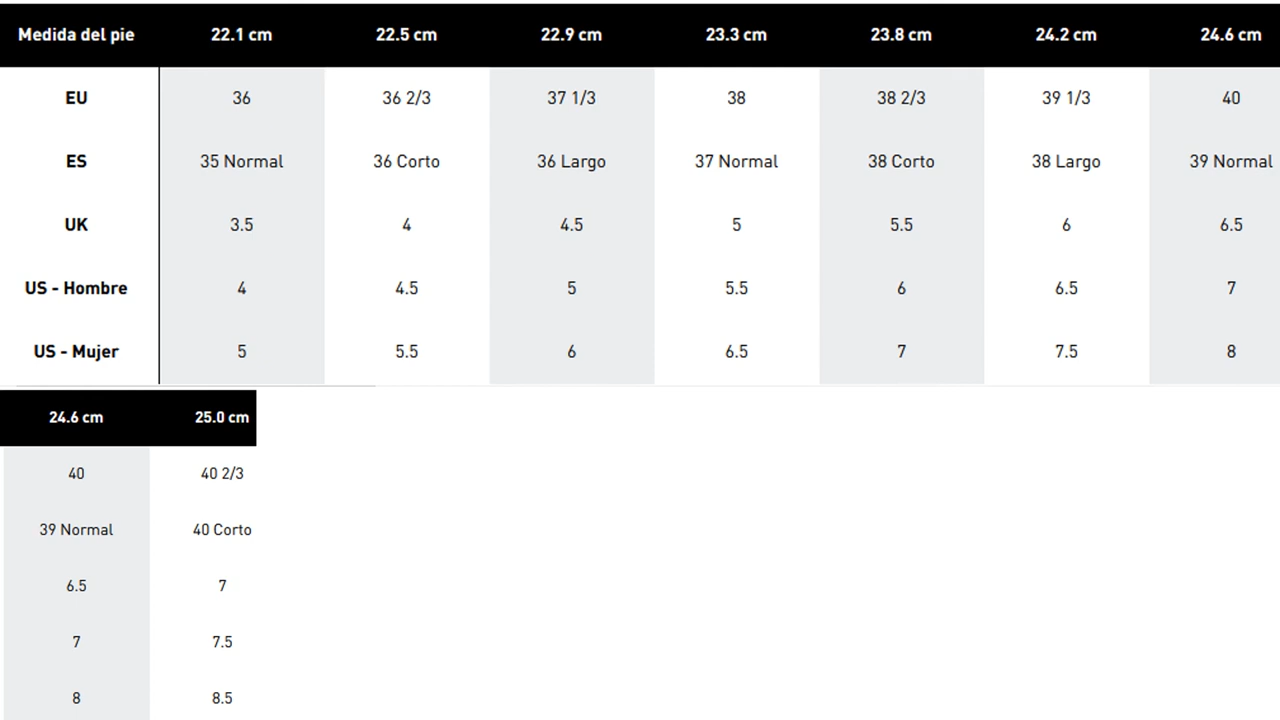 Medida del pie 22.1 cm 22.5 cm 22.9 cm 23.3 cm 23.8 cm 24.2 cm 24.6 cm
EU 36 36 2/3 37 1/3 38 38 2/3 39 1/3 40
ES 35 Normal 36 Corto 36 Largo 37 Normal 38 Corto 38 Largo 39 Normal
UK 3.5 4 4.5 5 5.5 6 6.5
US - Hombre 4 4.5 5 5.5 6 6.5 7
US - Mujer 5 5.5 6 6.5 7 7.5 8
24.6 cm 25.0 cm
40 40 2/3
39 Normal 40 Corto
6.5 7
7 7.5
8 8.5